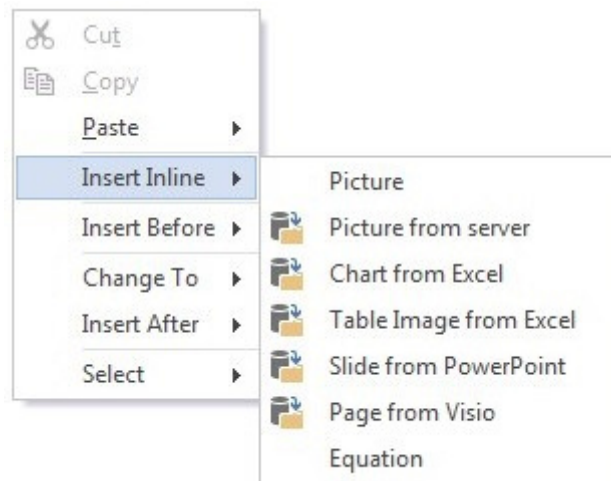 Cut
Copy
Paste
Insert Inline
Insert Before
Change To
Insert After
Select
Picture
Picture from server
Chart from Excel
Table Image from Excel
Slide from PowerPoint
Page from Visio
Equation